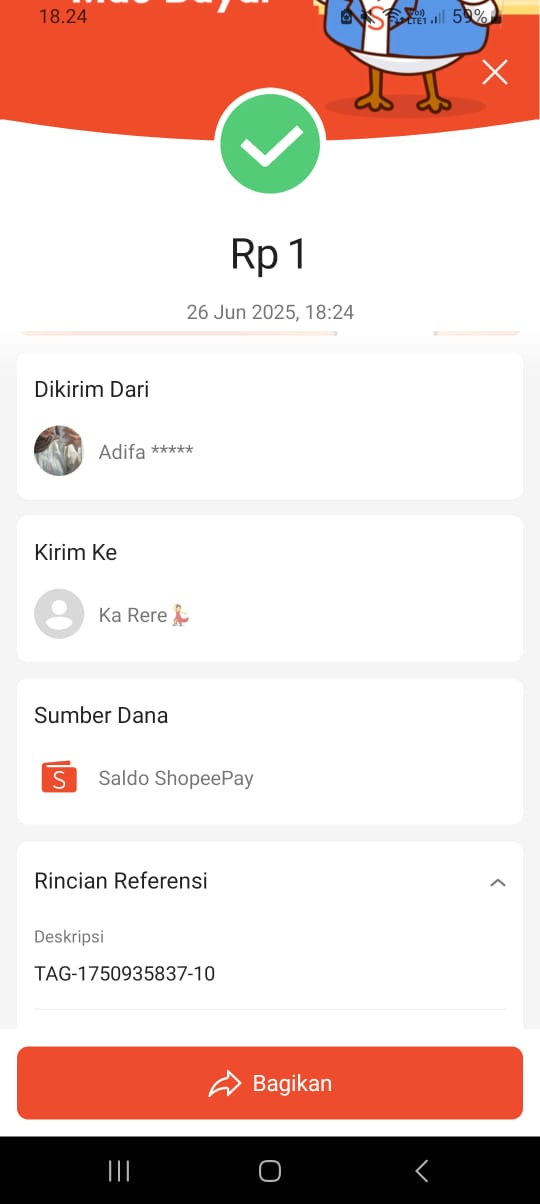 18.24
59%
Rp 1
26 Jun 2025, 18:24
Dikirim Dari
Adifa *****
Kirim Ke
Ka Rere💃
Sumber Dana
S
Saldo ShopeePay
Rincian Referensi
Deskripsi
TAG-1750935837-10
Bagikan